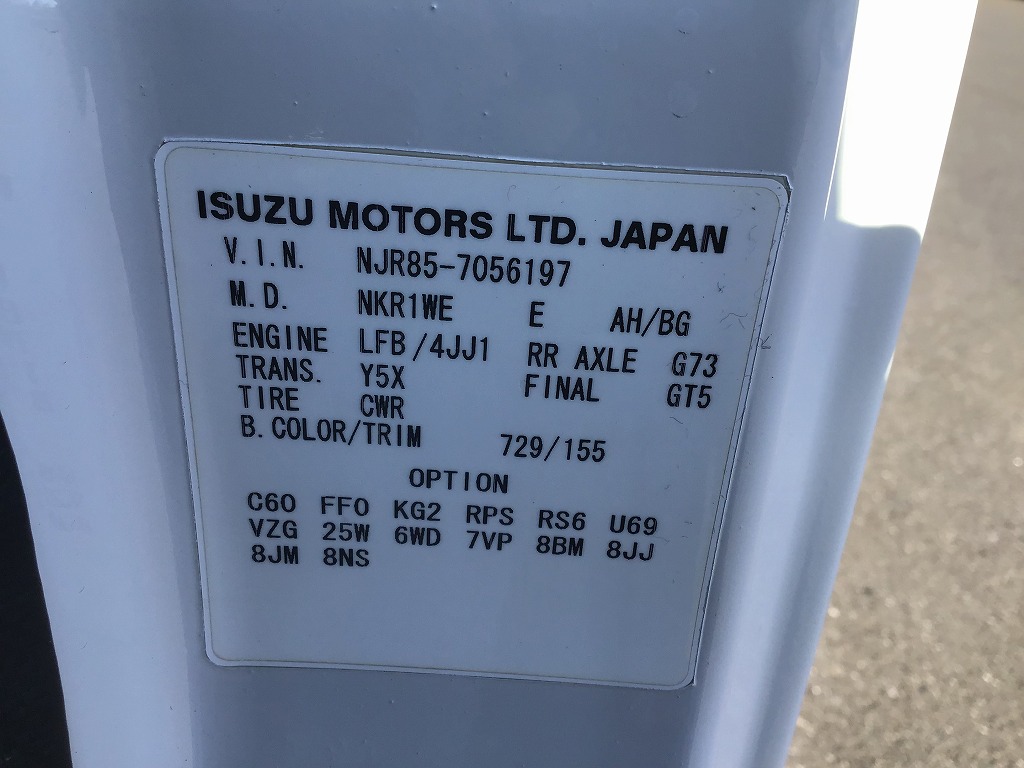 ISUZU MOTORS LTD. JAPAN
V.I.N. NJR85-7056197
M.D. NKR1WE E AH/BG
ENGINE LFB/4JJ1 RR AXLE G73
TRANS. Y5X FINAL GT5
TIRE CWR
B.COLOR/TRIM 729/155
OPTION
C60 FF0 KG2 RPS RS6 U69
VZG 25W 6WD 7VP 8BM 8JJ
8JM 8NS